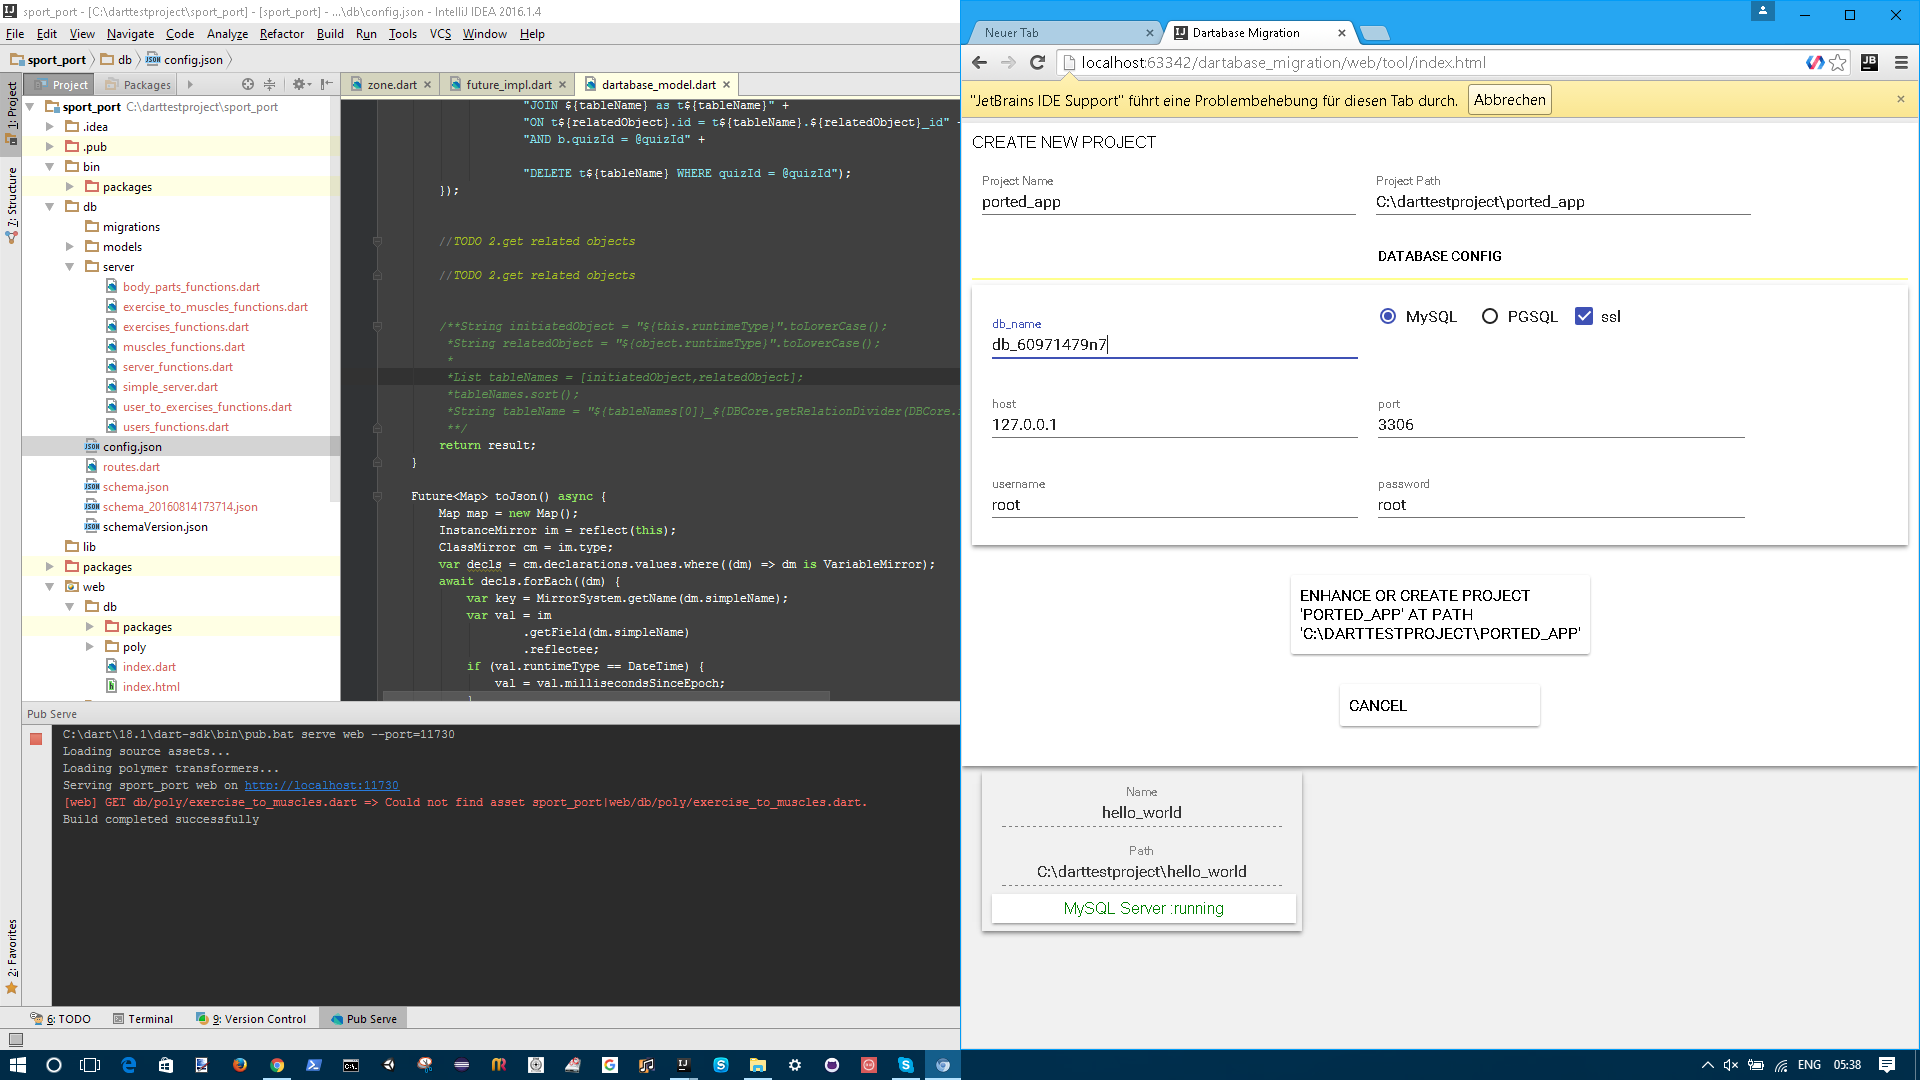 sport_port - [C:\darttestproject\sport_port] - [sport_port] - ...\db\config.json - IntelliJ IDEA 2016.1.4
File Edit View Navigate Code Analyze Refactor Build Run Tools VCS Window Help
sport_port db config.json
Project Packages
zone.dart future_impl.dart dartabase_model.dart
1: Project
7: Structure
2: Favorites
sport_port C:\darttestproject\sport_port
.idea
.pub
bin
packages
db
migrations
models
server
body_parts_functions.dart
exercise_to_muscles_functions.dart
exercises_functions.dart
muscles_functions.dart
server_functions.dart
simple_server.dart
user_to_exercises_functions.dart
users_functions.dart
config.json
routes.dart
schema.json
schema_20160814173714.json
schemaVersion.json
lib
packages
web
db
packages
poly
index.dart
index.html
"JOIN ${tableName} as t${tableName}" +
"ON t${relatedObject}.id = t${tableName}.${relatedObject}_id" +
"AND b.quizId = @quizId" +
"DELETE t${tableName} WHERE quizId = @quizId");
});
//TODO 2.get related objects
//TODO 2.get related objects
/**String initiatedObject = "${this.runtimeType}".toLowerCase();
*String relatedObject = "${object.runtimeType}".toLowerCase();
*
*List tableNames = [initiatedObject,relatedObject];
*tableNames.sort();
*String tableName = "${tableNames[0]}_${DBCore.getRelationDivider(DBCore.
**/
return result;
}
Future<Map> toJson() async {
Map map = new Map();
InstanceMirror im = reflect(this);
ClassMirror cm = im.type;
var decls = cm.declarations.values.where((dm) => dm is VariableMirror);
await decls.forEach((dm) {
var key = MirrorSystem.getName(dm.simpleName);
var val = im
.getField(dm.simpleName)
.reflectee;
if (val.runtimeType == DateTime) {
val = val.millisecondsSinceEpoch;
}
Pub Serve
C:\dart\18.1\dart-sdk\bin\pub.bat serve web --port=11730
Loading source assets...
Loading polymer transformers...
Serving sport_port web on http://localhost:11730
[web] GET db/poly/exercise_to_muscles.dart => Could not find asset sport_port|web/db/poly/exercise_to_muscles.dart.
Build completed successfully
6: TODO Terminal 9: Version Control Pub Serve
Neuer Tab Dartabase Migration
localhost:63342/dartabase_migration/web/tool/index.html
"JetBrains IDE Support" führt eine Problembehebung für diesen Tab durch. Abbrechen
CREATE NEW PROJECT
Project Name Project Path
ported_app C:\darttestproject\ported_app
DATABASE CONFIG
MySQL PGSQL ssl
db_name
db_60971479n7
host port
127.0.0.1 3306
username password
root root
ENHANCE OR CREATE PROJECT
'PORTED_APP' AT PATH
'C:\DARTTESTPROJECT\PORTED_APP'
CANCEL
Name
hello_world
Path
C:\darttestproject\hello_world
MySQL Server :running
ENG 05:38